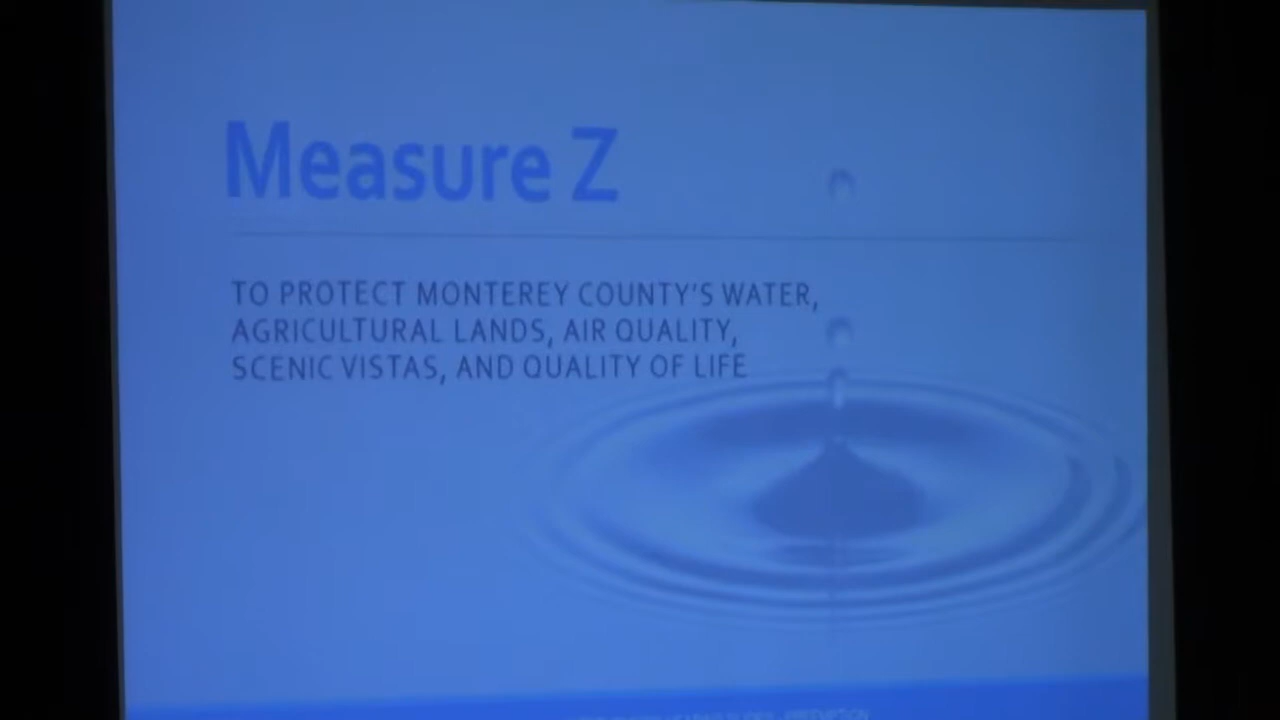 Measure Z
TO PROTECT MONTEREY COUNTY'S WATER,
AGRICULTURAL LANDS, AIR QUALITY,
SCENIC VISTAS, AND QUALITY OF LIFE